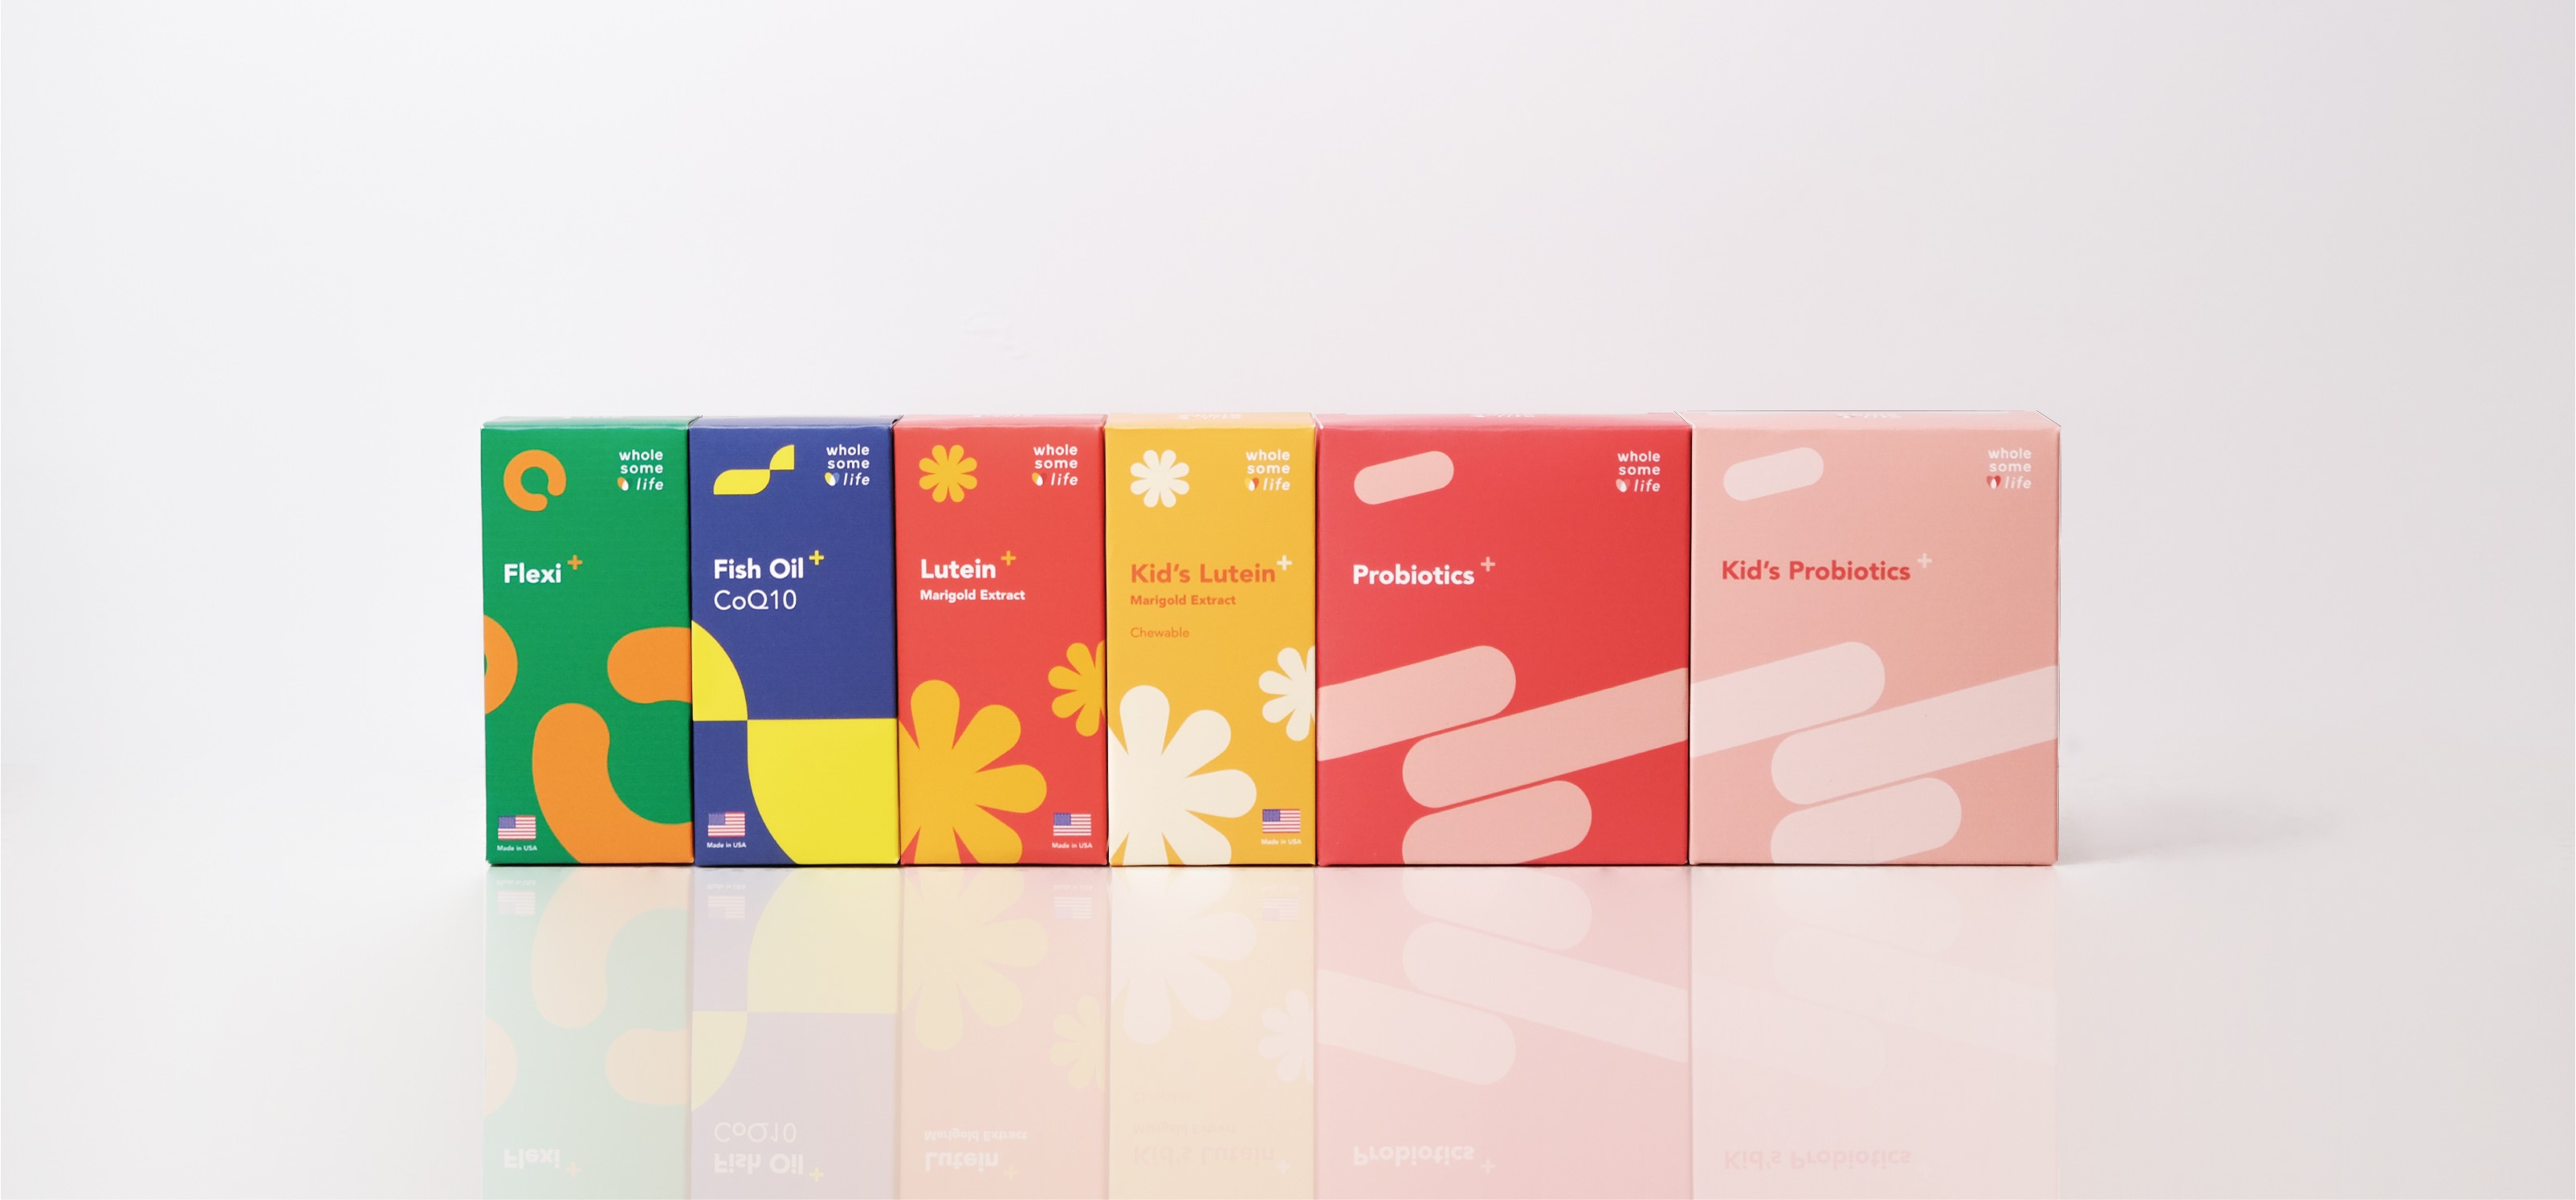 whole
some
life
Flexi+
Made in USA
whole
some
life
Fish Oil+
CoQ10
Made in USA
whole
some
life
Lutein+
Marigold Extract
Made in USA
whole
some
life
Kid's Lutein+
Marigold Extract
Chewable
Made in USA
whole
some
life
Probiotics+
whole
some
life
Kid's Probiotics+